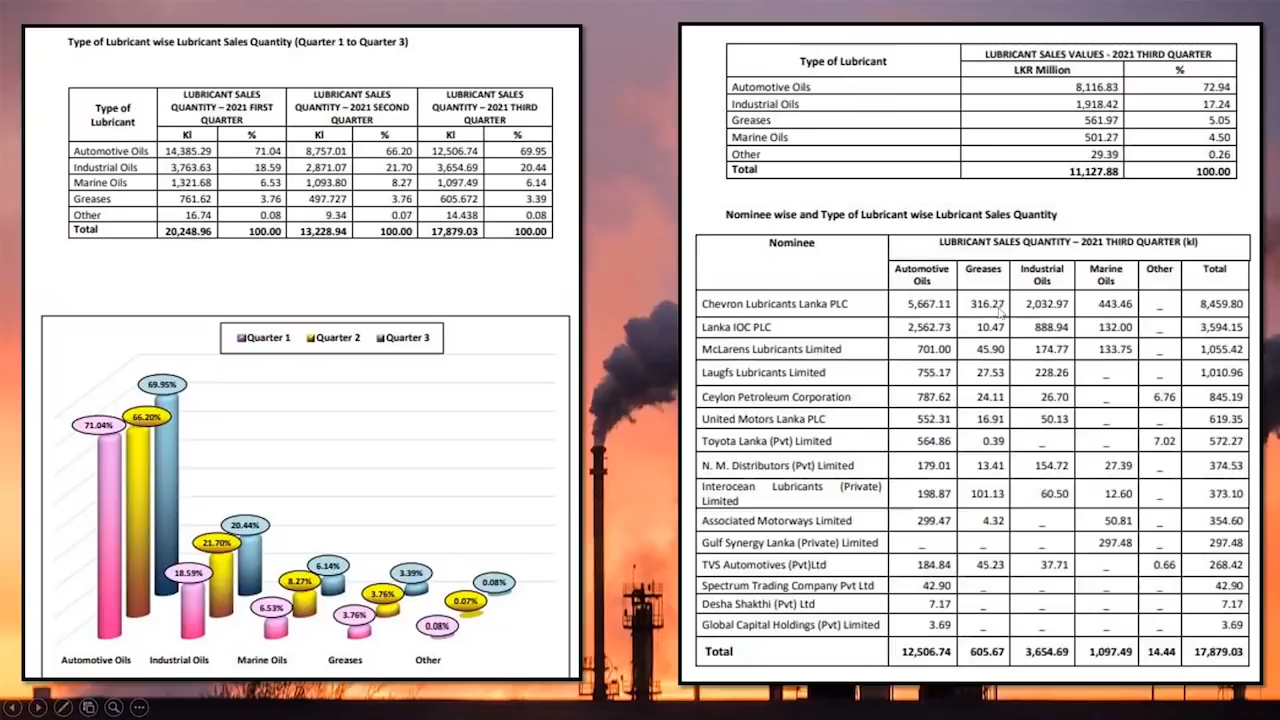 Type of Lubricant wise Lubricant Sales Quantity (Quarter 1 to Quarter 3)
Type of Lubricant | LUBRICANT SALES QUANTITY – 2021 FIRST QUARTER | LUBRICANT SALES QUANTITY – 2021 SECOND QUARTER | LUBRICANT SALES QUANTITY – 2021 THIRD QUARTER
Kl | % | Kl | % | Kl | %
Automotive Oils | 14,385.29 | 71.04 | 8,757.01 | 66.20 | 12,506.74 | 69.95
Industrial Oils | 3,763.63 | 18.59 | 2,871.07 | 21.70 | 3,654.69 | 20.44
Marine Oils | 1,321.68 | 6.53 | 1,093.80 | 8.27 | 1,097.49 | 6.14
Greases | 761.62 | 3.76 | 497.727 | 3.76 | 605.672 | 3.39
Other | 16.74 | 0.08 | 9.34 | 0.07 | 14.438 | 0.08
Total | 20,248.96 | 100.00 | 13,228.94 | 100.00 | 17,879.03 | 100.00
Quarter 1 Quarter 2 Quarter 3
71.04% 66.20% 69.95%
18.59% 21.70% 20.44%
6.53% 8.27% 6.14%
3.76% 3.76% 3.39%
0.08% 0.07% 0.08%
Automotive Oils Industrial Oils Marine Oils Greases Other
Type of Lubricant | LUBRICANT SALES VALUES - 2021 THIRD QUARTER
LKR Million | %
Automotive Oils | 8,116.83 | 72.94
Industrial Oils | 1,918.42 | 17.24
Greases | 561.97 | 5.05
Marine Oils | 501.27 | 4.50
Other | 29.39 | 0.26
Total | 11,127.88 | 100.00
Nominee wise and Type of Lubricant wise Lubricant Sales Quantity
Nominee | LUBRICANT SALES QUANTITY – 2021 THIRD QUARTER (kl)
Automotive Oils | Greases | Industrial Oils | Marine Oils | Other | Total
Chevron Lubricants Lanka PLC | 5,667.11 | 316.27 | 2,032.97 | 443.46 | _ | 8,459.80
Lanka IOC PLC | 2,562.73 | 10.47 | 888.94 | 132.00 | _ | 3,594.15
McLarens Lubricants Limited | 701.00 | 45.90 | 174.77 | 133.75 | _ | 1,055.42
Laugfs Lubricants Limited | 755.17 | 27.53 | 228.26 | _ | _ | 1,010.96
Ceylon Petroleum Corporation | 787.62 | 24.11 | 26.70 | _ | 6.76 | 845.19
United Motors Lanka PLC | 552.31 | 16.91 | 50.13 | _ | _ | 619.35
Toyota Lanka (Pvt) Limited | 564.86 | 0.39 | _ | _ | 7.02 | 572.27
N. M. Distributors (Pvt) Limited | 179.01 | 13.41 | 154.72 | 27.39 | _ | 374.53
Interocean Lubricants (Private) Limited | 198.87 | 101.13 | 60.50 | 12.60 | _ | 373.10
Associated Motorways Limited | 299.47 | 4.32 | _ | 50.81 | _ | 354.60
Gulf Synergy Lanka (Private) Limited | _ | _ | _ | 297.48 | _ | 297.48
TVS Automotives (Pvt)Ltd | 184.84 | 45.23 | 37.71 | _ | 0.66 | 268.42
Spectrum Trading Company Pvt Ltd | 42.90 | _ | _ | _ | _ | 42.90
Desha Shakthi (Pvt) Ltd | 7.17 | _ | _ | _ | _ | 7.17
Global Capital Holdings (Pvt) Limited | 3.69 | _ | _ | _ | _ | 3.69
Total | 12,506.74 | 605.67 | 3,654.69 | 1,097.49 | 14.44 | 17,879.03